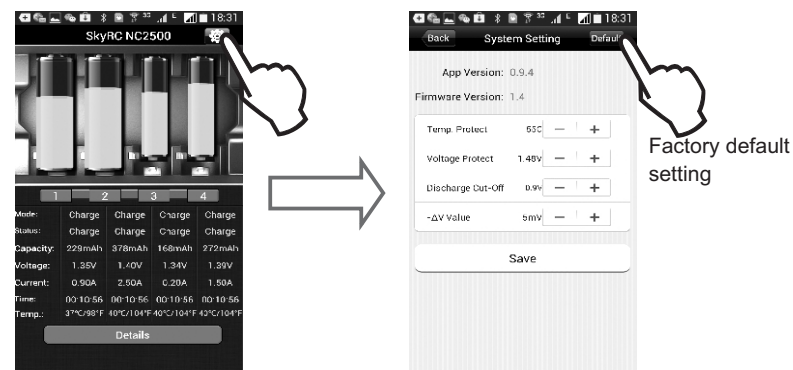 3G L 18:31
SkyRC NC2500
1 2 3 4
Mode: Charge Charge Charge Charge
Status: Charge Charge Charge Charge
Capacity: 229mAh 378mAh 168mAh 272mAh
Voltage: 1.35V 1.40V 1.34V 1.39V
Current: 0.90A 2.50A 0.20A 1.50A
Time: 00:10:56 00:10:56 00:10:56 00:10:56
Temp.: 37°C/98°F 40°C/104°F 40°C/104°F 40°C/104°F
Details
3G L 18:31
Back System Setting Default
App Version: 0.9.4
Firmware Version: 1.4
Temp. Protect — +
Voltage Protect 1.48V — +
Discharge Cut-Off 0.9V — +
-ΔV Value 5mV — +
Save
Factory default
setting